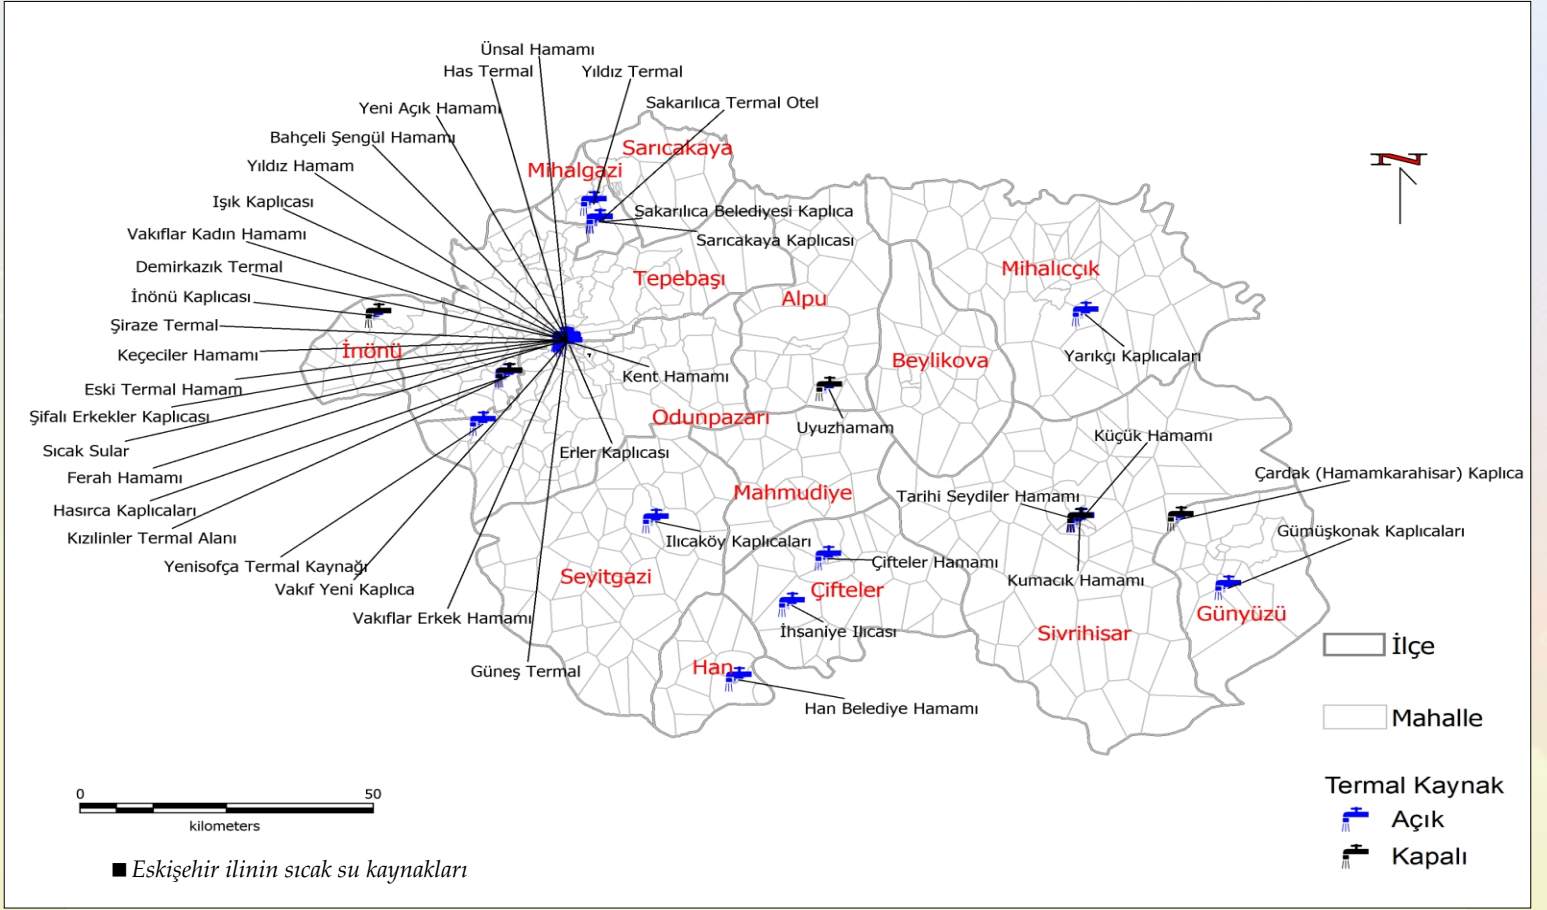 Ünsal Hamamı
Has Termal
Yıldız Termal
Yeni Açık Hamamı
Sakarılıca Termal Otel
Bahçeli Şengül Hamamı
Sarıcakaya
Yıldız Hamam
Mihalgazi
Işık Kaplıcası
Sakarılıca Belediyesi Kaplıca
Vakıflar Kadın Hamamı
Sarıcakaya Kaplıcası
Demirkazık Termal
Tepebaşı
Mihalıccık
İnönü Kaplıcası
Alpu
Şiraze Termal
Keçeciler Hamamı
İnönü
Yarıkçı Kaplıcaları
Beylikova
Kent Hamamı
Eski Termal Hamam
Şifalı Erkekler Kaplıcası
Odunpazarı
Uyuzhamam
Küçük Hamamı
Sıcak Sular
Erler Kaplıcası
Çardak (Hamamkarahisar) Kaplıca
Ferah Hamamı
Mahmudiye
Tarihi Seydiler Hamamı
Hasırca Kaplıcaları
Gümüşkonak Kaplıcaları
Kızılinler Termal Alanı
Ilıcaköy Kaplıcaları
Yenisofça Termal Kaynağı
Çifteler Hamamı
Seyitgazi
Kumacık Hamamı
Vakıf Yeni Kaplıca
Çifteler
Günyüzü
Vakıflar Erkek Hamamı
İhsaniye Ilıcası
Sivrihisar
Güneş Termal
Han
Han Belediye Hamamı
İlçe
Mahalle
Termal Kaynak
Açık
Kapalı
N
0 50
kilometers
■ Eskişehir ilinin sıcak su kaynakları